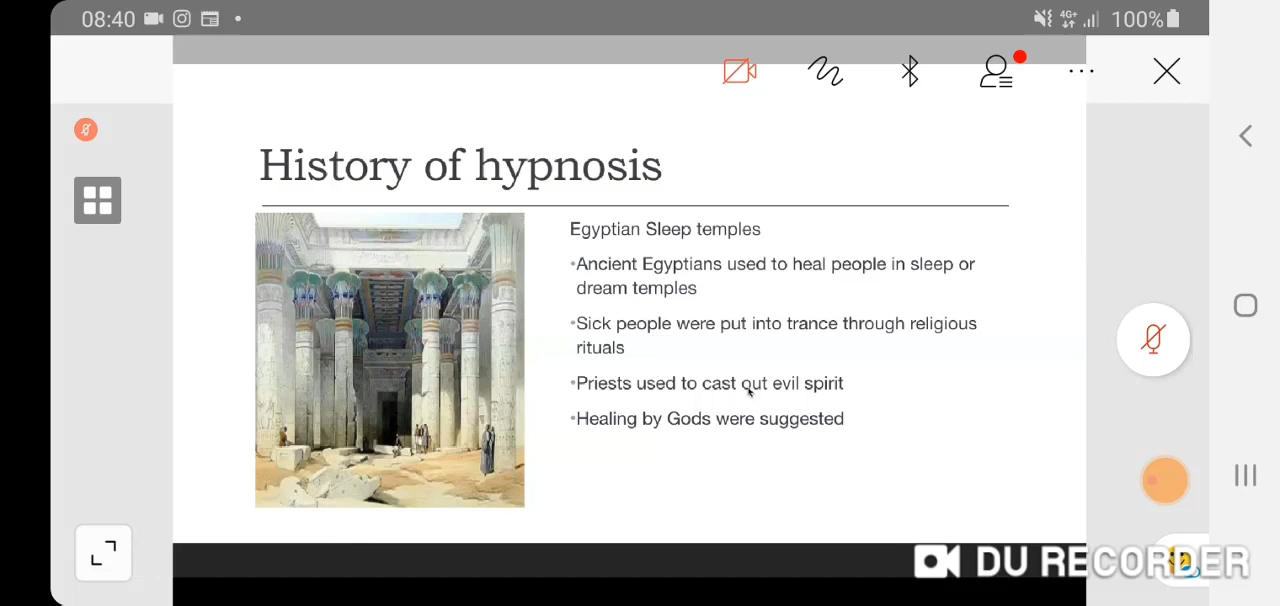 08:40
4G+ 100%
History of hypnosis
Egyptian Sleep temples
•Ancient Egyptians used to heal people in sleep or
dream temples
•Sick people were put into trance through religious
rituals
•Priests used to cast out evil spirit
•Healing by Gods were suggested
DU RECORDER